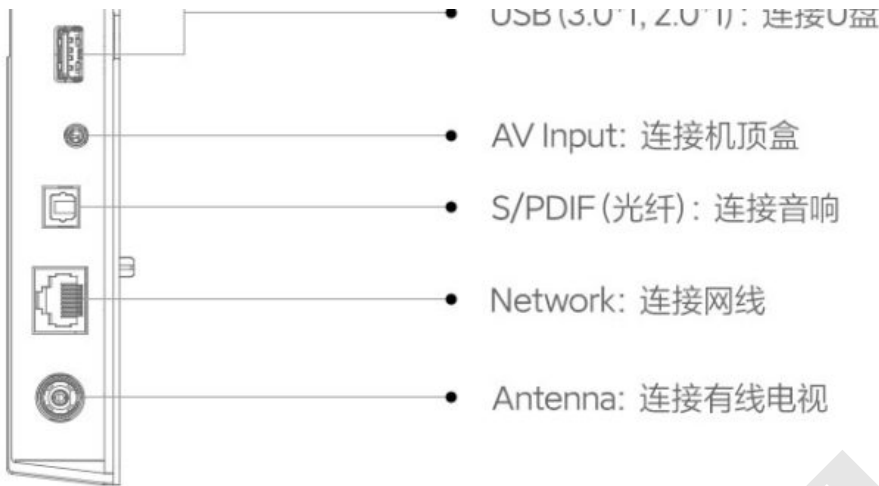 USB (3.0*1, 2.0*1)：连接U盘
AV Input：连接机顶盒
S/PDIF (光纤)：连接音响
Network：连接网线
Antenna：连接有线电视